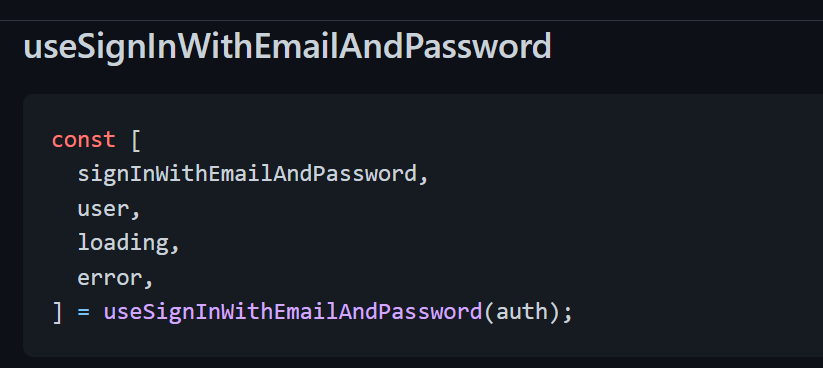 useSignInWithEmailAndPassword
const [
  signInWithEmailAndPassword,
  user,
  loading,
  error,
] = useSignInWithEmailAndPassword(auth);